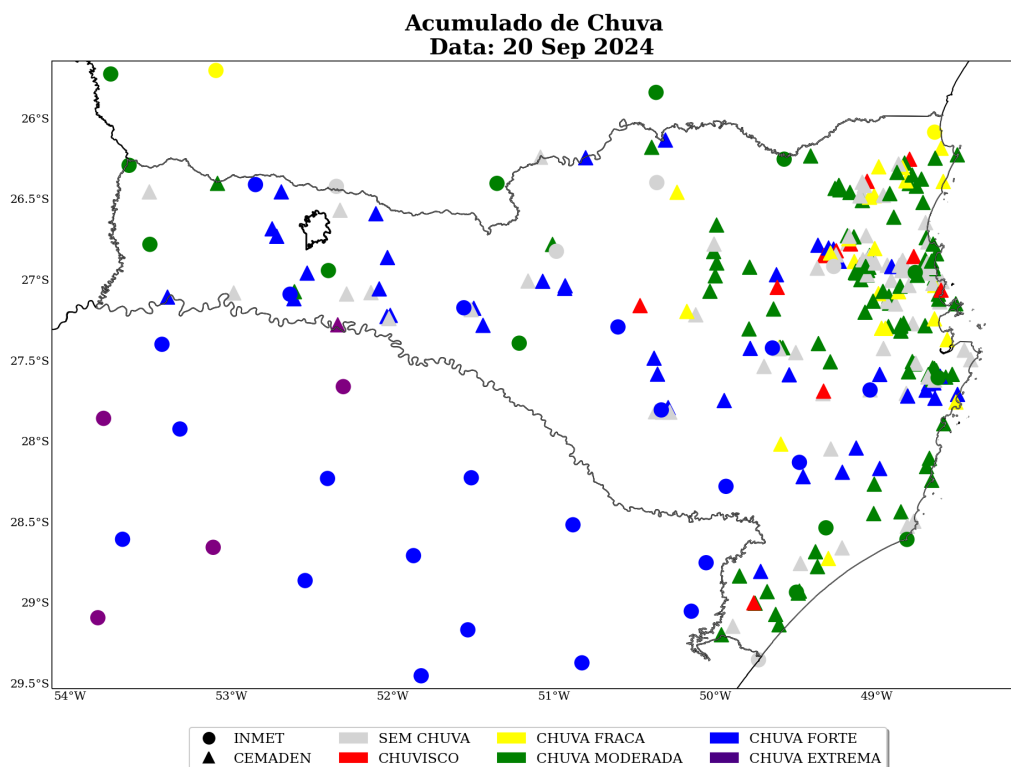 Acumulado de Chuva
Data: 20 Sep 2024
26°S
26.5°S
27°S
27.5°S
28°S
28.5°S
29°S
29.5°S
54°W 53°W 52°W 51°W 50°W 49°W
INMET SEM CHUVA CHUVA FRACA CHUVA FORTE
CEMADEN CHUVISCO CHUVA MODERADA CHUVA EXTREMA